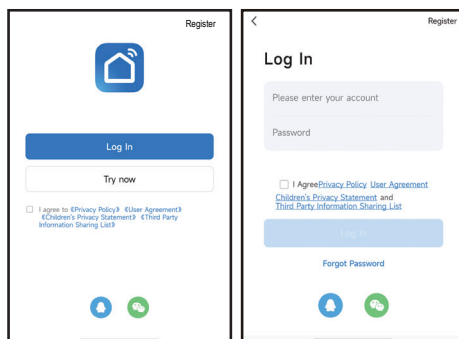 Register
Log In
Try now
I agree to 《Privacy Policy》 《User Agreement》
《Children's Privacy Statement》 《Third Party
Information Sharing List》
Register
Log In
Please enter your account
Password
I AgreePrivacy Policy User Agreement
Children's Privacy Statement and
Third Party Information Sharing List
Log In
Forgot Password